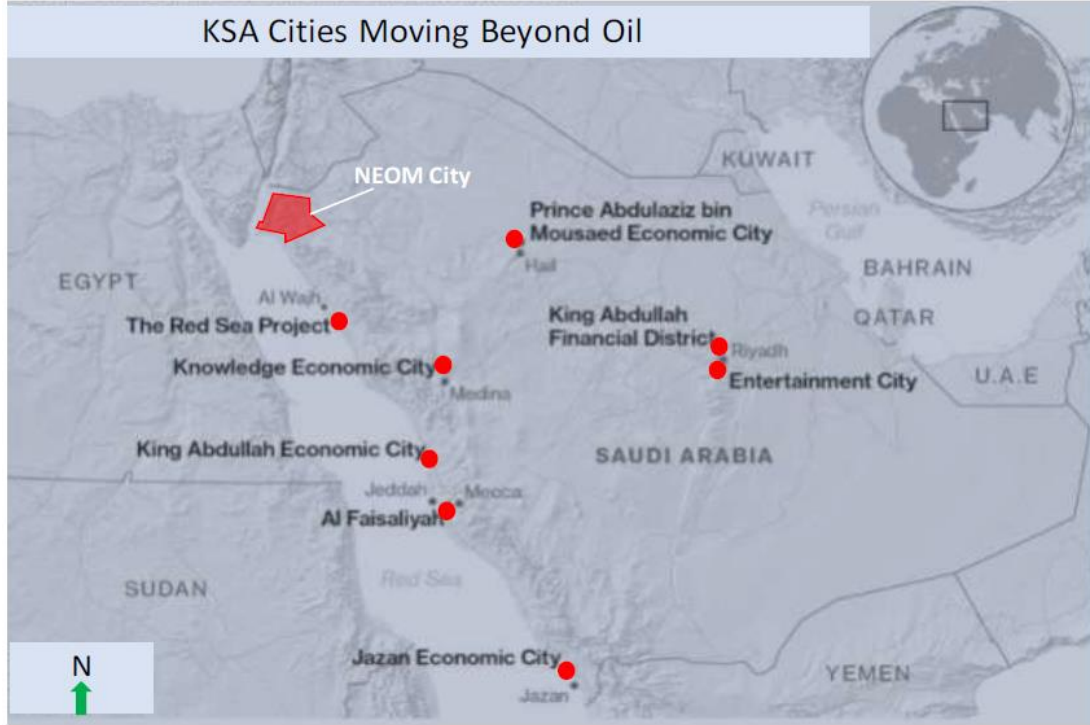 KSA Cities Moving Beyond Oil
KUWAIT
NEOM City
Persian
Gulf
Prince Abdulaziz bin
Mousaed Economic City
Hail
BAHRAIN
EGYPT
Al Wajh
The Red Sea Project
King Abdullah
Financial District
QATAR
Riyadh
Knowledge Economic City
Medina
Entertainment City
U.A.E
King Abdullah Economic City
SAUDI ARABIA
Jeddah
Mecca
Al Faisaliyah
Red Sea
SUDAN
Jazan Economic City
Jazan
YEMEN
N